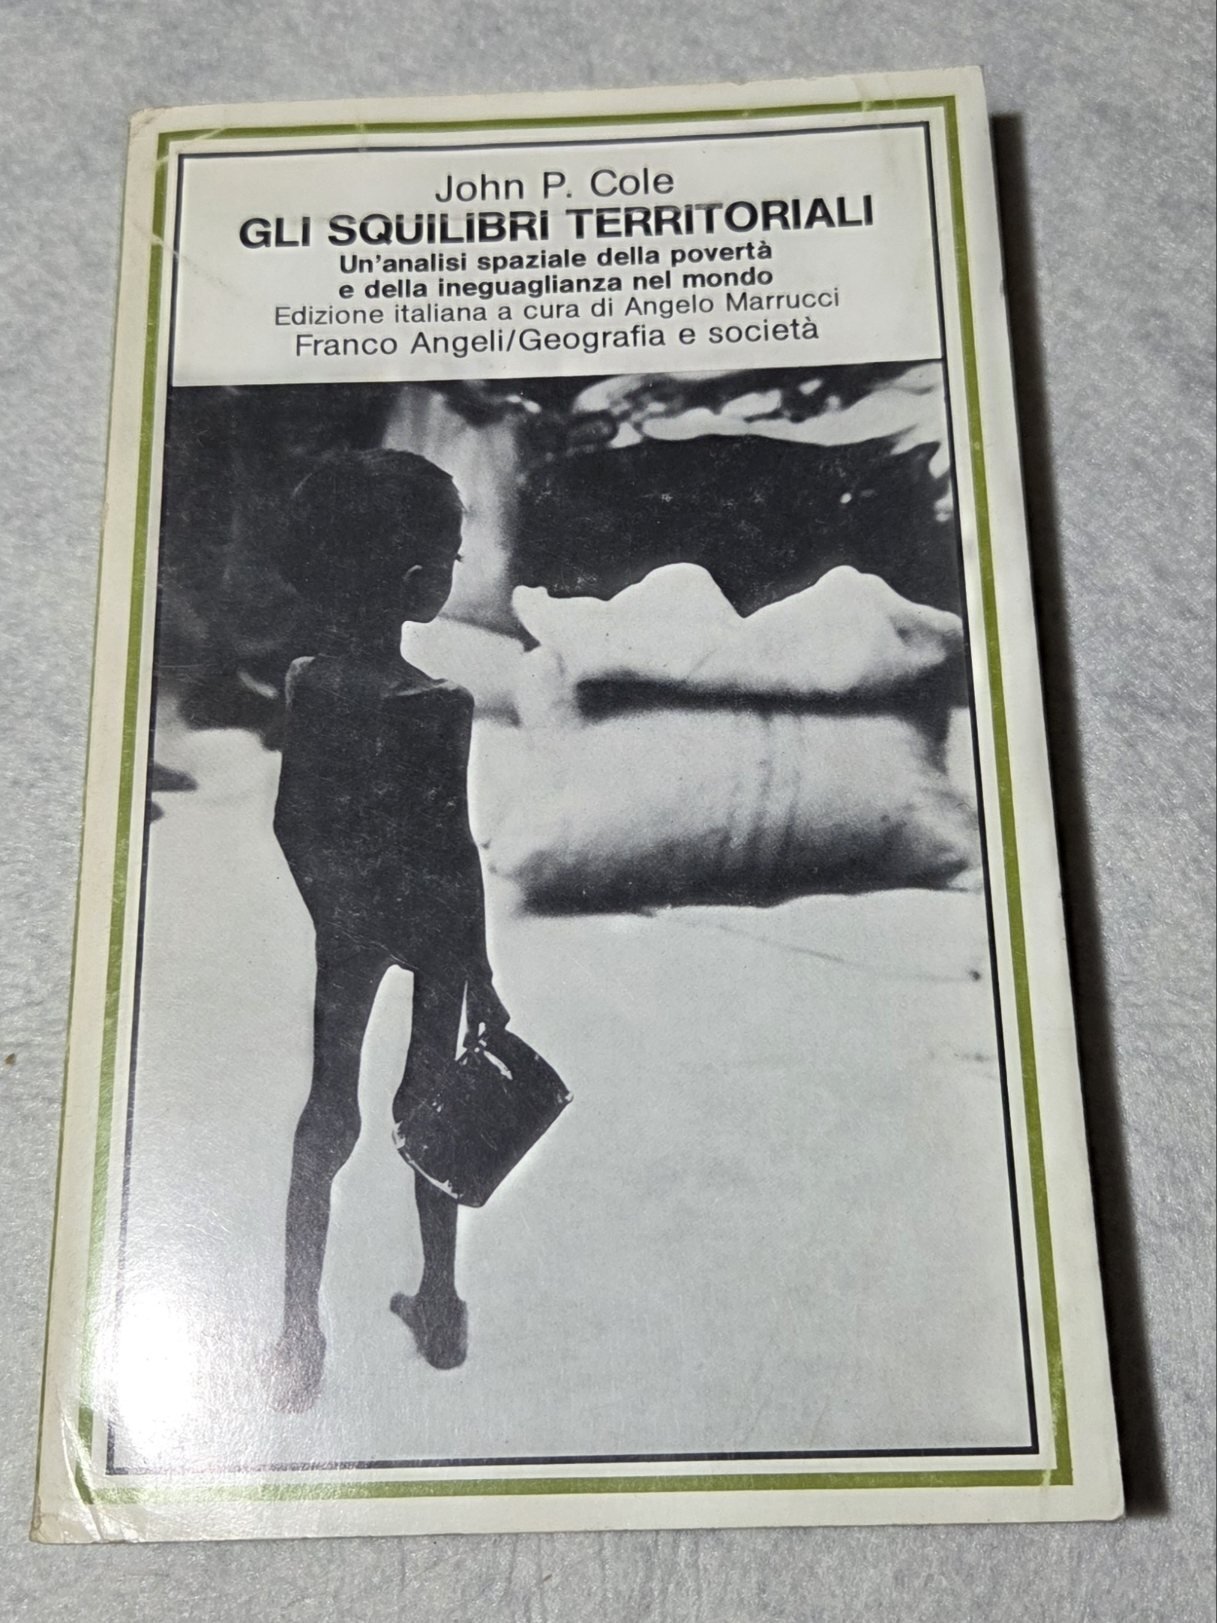 John P. Cole
GLI SQUILIBRI TERRITORIALI
Un'analisi spaziale della povertà
e della ineguaglianza nel mondo
Edizione italiana a cura di Angelo Marrucci
Franco Angeli/Geografia e società